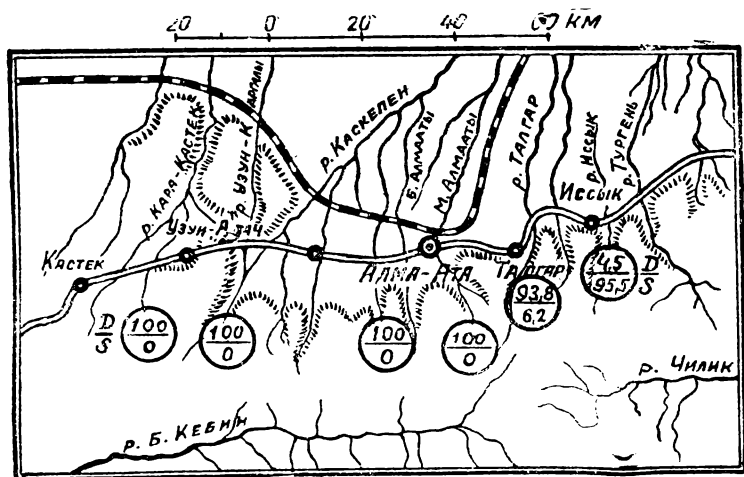 20 0 20 40 60 КМ
р. КАРА-КАСТЕК
р. УЗУН-КАРГАЛЫ
р. КАСКЕЛЕН
Б. АЛМААТЫ
М. АЛМААТЫ
р. ТАЛГАР
р. ИССЫК
р. ТУРГЕНЬ
ИССЫК
УЗУН-АГАЧ
КАСТЕК
АЛМА-АТА
ТАЛГАР
D
S
100
0
100
0
100
0
100
0
93,8
6,2
4,5
95,5
D
S
р. ЧИЛИК
р. Б. КЕБИН